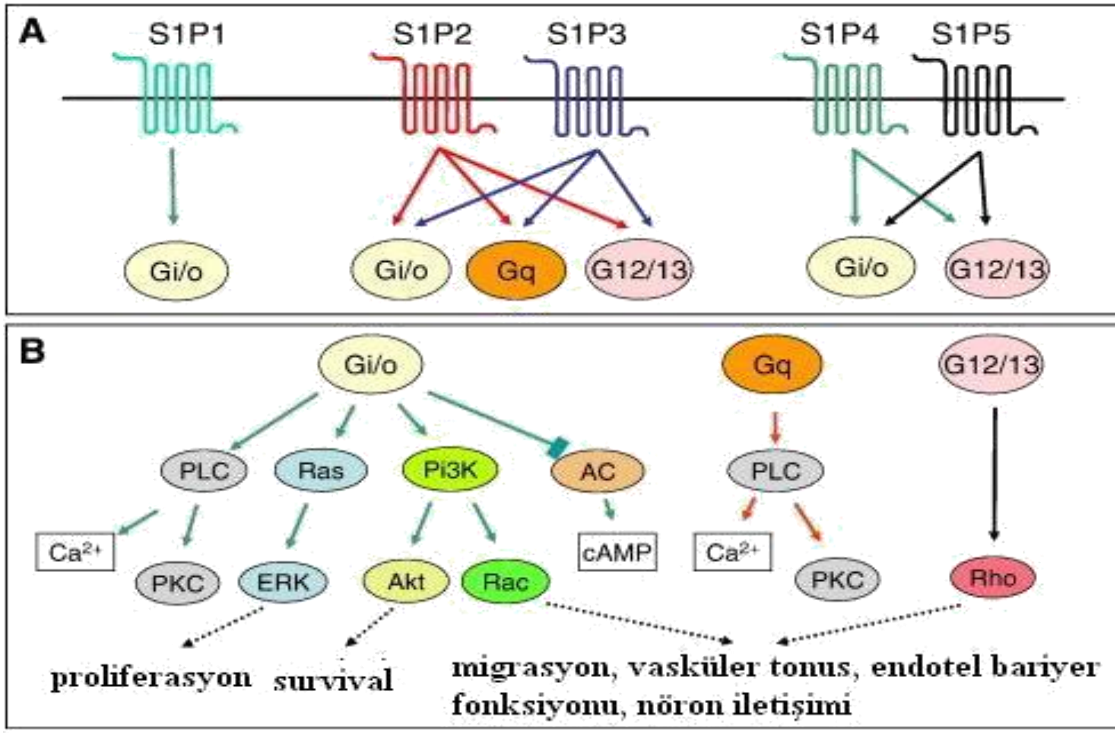 A
S1P1 S1P2 S1P3 S1P4 S1P5
Gi/o Gi/o Gq G12/13 Gi/o G12/13
B
Gi/o Gq G12/13
PLC Ras Pi3K AC PLC
Ca²⁺ cAMP Ca²⁺
PKC ERK Akt Rac PKC Rho
proliferasyon survival migrasyon, vasküler tonus, endotel bariyer
fonksiyonu, nöron iletişimi